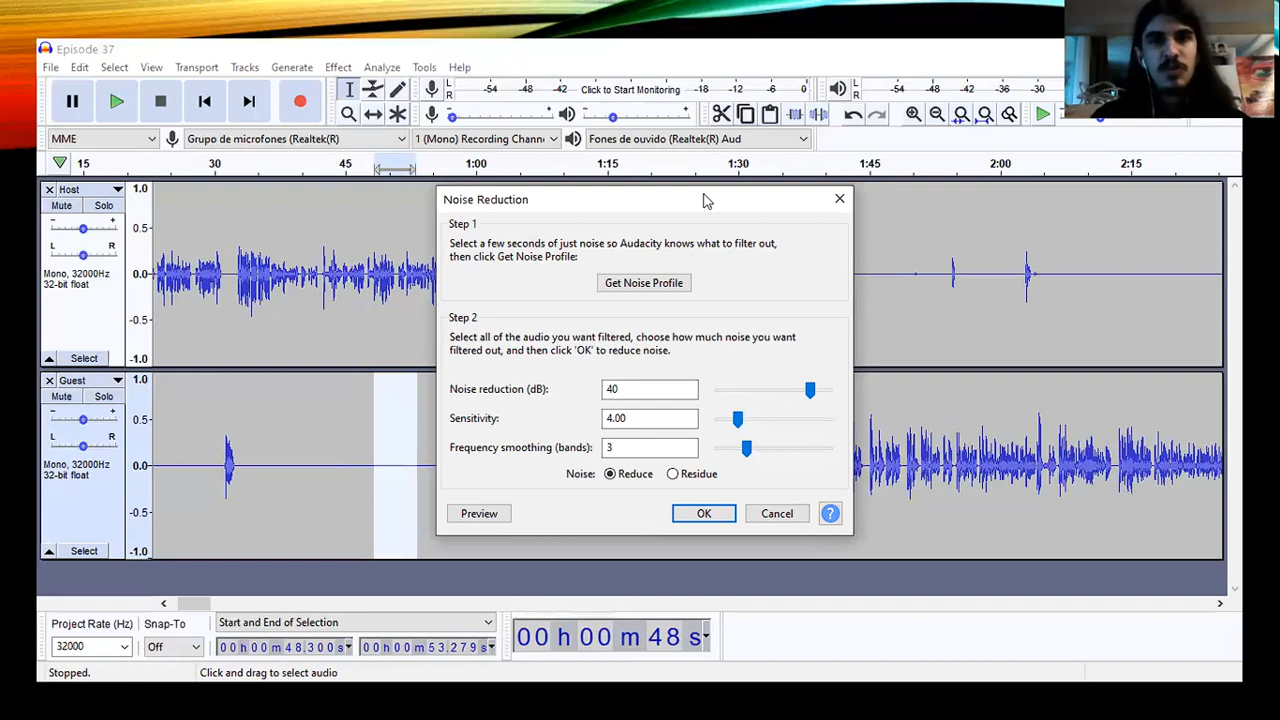 Episode 37
File Edit Select View Transport Tracks Generate Effect Analyze Tools Help
L R -54 -48 -42 Click to Start Monitoring -18 -12 -6 0 L R -54 -48 -42 -36 -30
MME Grupo de microfones (Realtek(R) 1 (Mono) Recording Chann Fones de ouvido (Realtek(R) Aud
15 30 45 1:00 1:15 1:30 1:45 2:00 2:15
Host
Mute Solo
- +
L R
Mono, 32000Hz
32-bit float
Select
1.0
0.5
0.0
-0.5
-1.0
Guest
Mute Solo
- +
L R
Mono, 32000Hz
32-bit float
Select
1.0
0.5
0.0
-0.5
-1.0
Noise Reduction
Step 1
Select a few seconds of just noise so Audacity knows what to filter out,
then click Get Noise Profile:
Get Noise Profile
Step 2
Select all of the audio you want filtered, choose how much noise you want
filtered out, and then click 'OK' to reduce noise.
Noise reduction (dB): 40
Sensitivity: 4.00
Frequency smoothing (bands): 3
Noise: Reduce Residue
Preview OK Cancel ?
Project Rate (Hz) Snap-To Start and End of Selection
32000 Off 00 h 00 m 48.300 s 00 h 00 m 53.279 s
00 h 00 m 48 s
Stopped. Click and drag to select audio